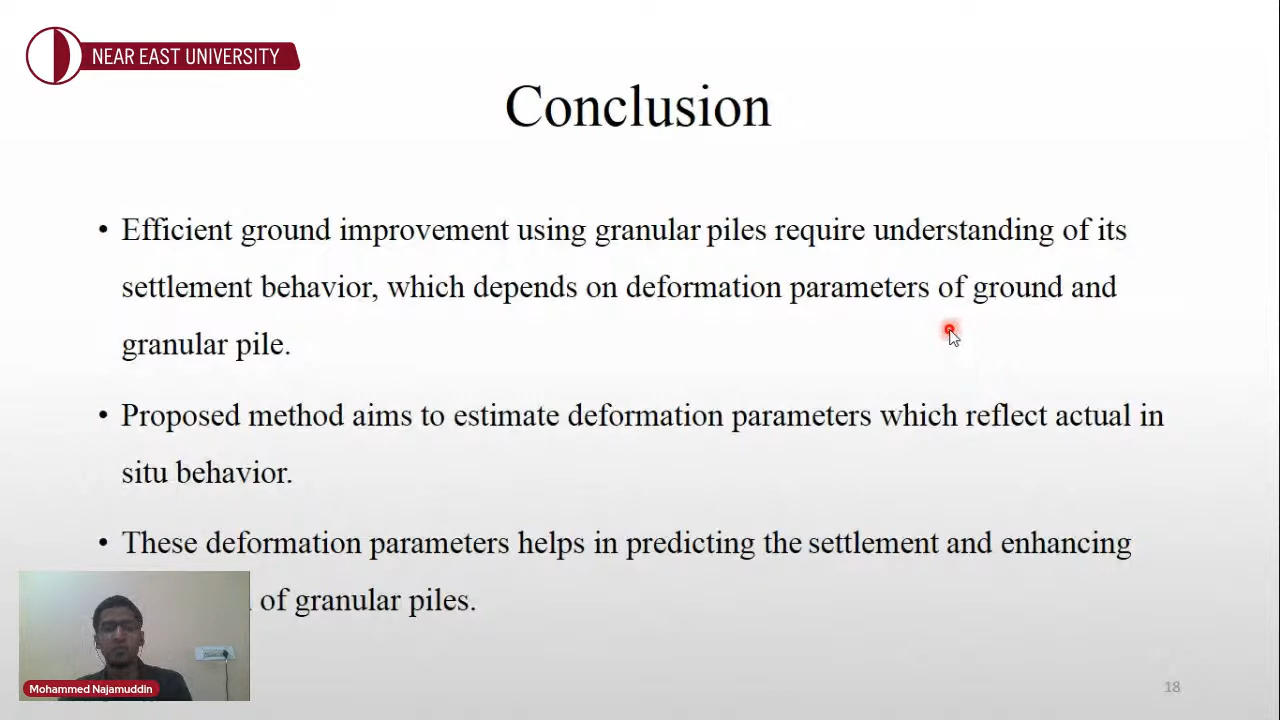 NEAR EAST UNIVERSITY
Conclusion
• Efficient ground improvement using granular piles require understanding of its
settlement behavior, which depends on deformation parameters of ground and
granular pile.
• Proposed method aims to estimate deformation parameters which reflect actual in
situ behavior.
• These deformation parameters helps in predicting the settlement and enhancing
of granular piles.
Mohammed Najamuddin
18